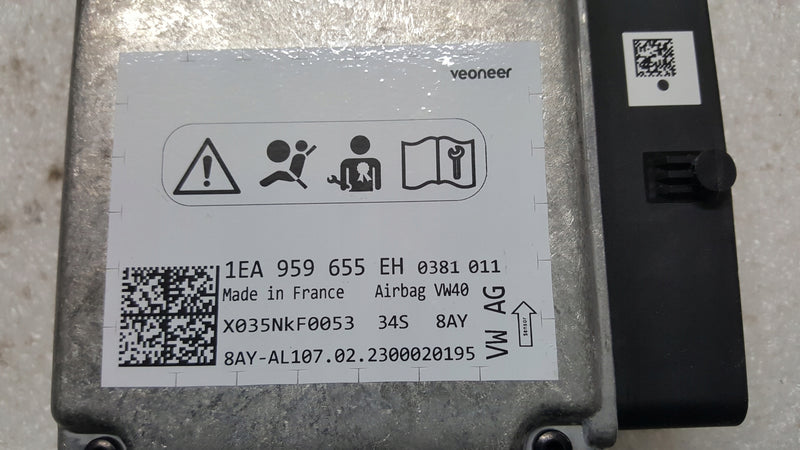 veoneer
1EA 959 655 EH 0381 011
Made in France Airbag VW40
X035NkF0053 34S 8AY
8AY-AL107.02.2300020195
VW AG
sensor